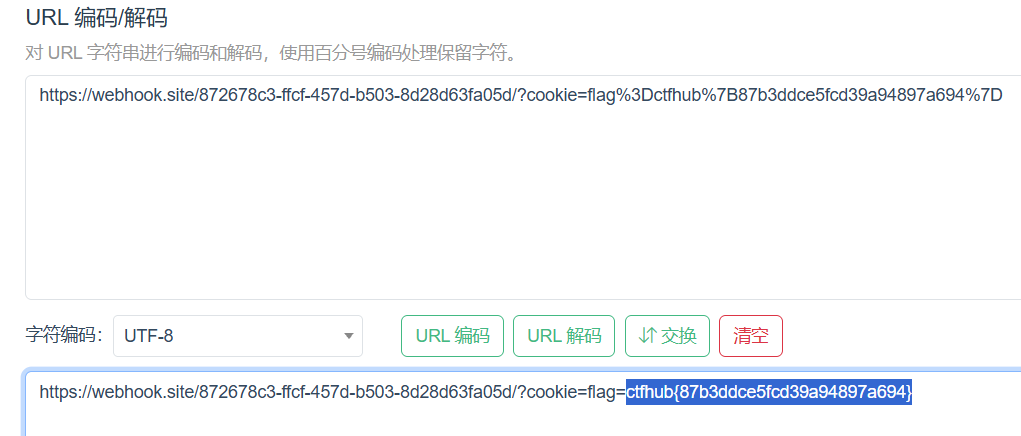 URL 编码/解码
对 URL 字符串进行编码和解码，使用百分号编码处理保留字符。
https://webhook.site/872678c3-ffcf-457d-b503-8d28d63fa05d/?cookie=flag%3Dctfhub%7B87b3ddce5fcd39a94897a694%7D
字符编码： UTF-8 URL 编码 URL 解码 交换 清空
https://webhook.site/872678c3-ffcf-457d-b503-8d28d63fa05d/?cookie=flag=ctfhub{87b3ddce5fcd39a94897a694}